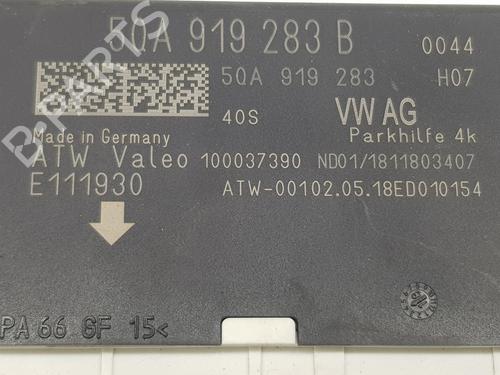 5QA 919 283 B 0044
5QA 919 283 H07
40S VW AG
Made in Germany Parkhilfe 4k
ATW Valeo 100037390 ND01/1811803407
E111930 ATW-00102.05.18ED010154
PA 66 GF 15<
B PARTS